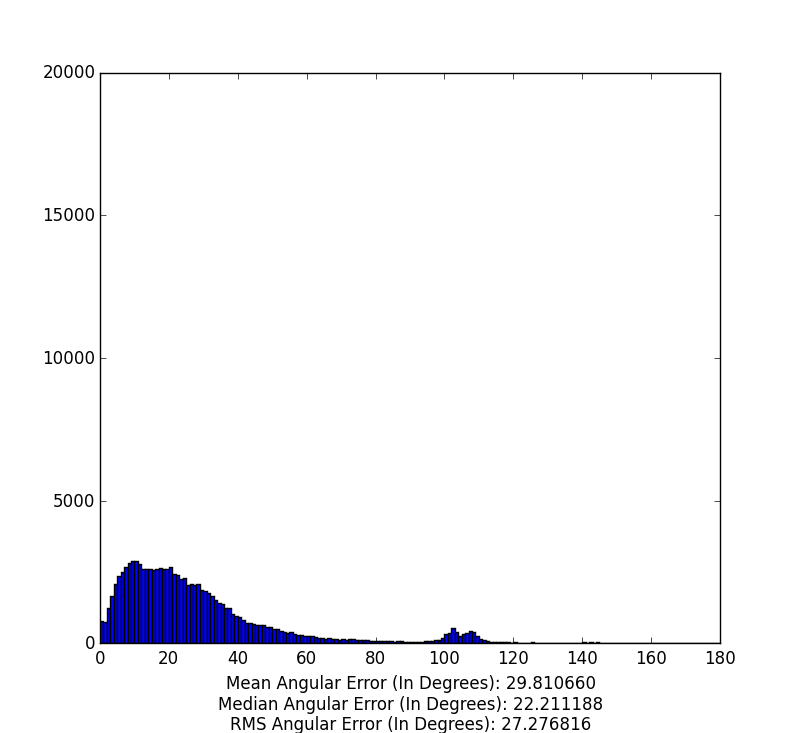 20000
15000
10000
5000
0
0 20 40 60 80 100 120 140 160 180
Mean Angular Error (In Degrees): 29.810660
Median Angular Error (In Degrees): 22.211188
RMS Angular Error (In Degrees): 27.276816